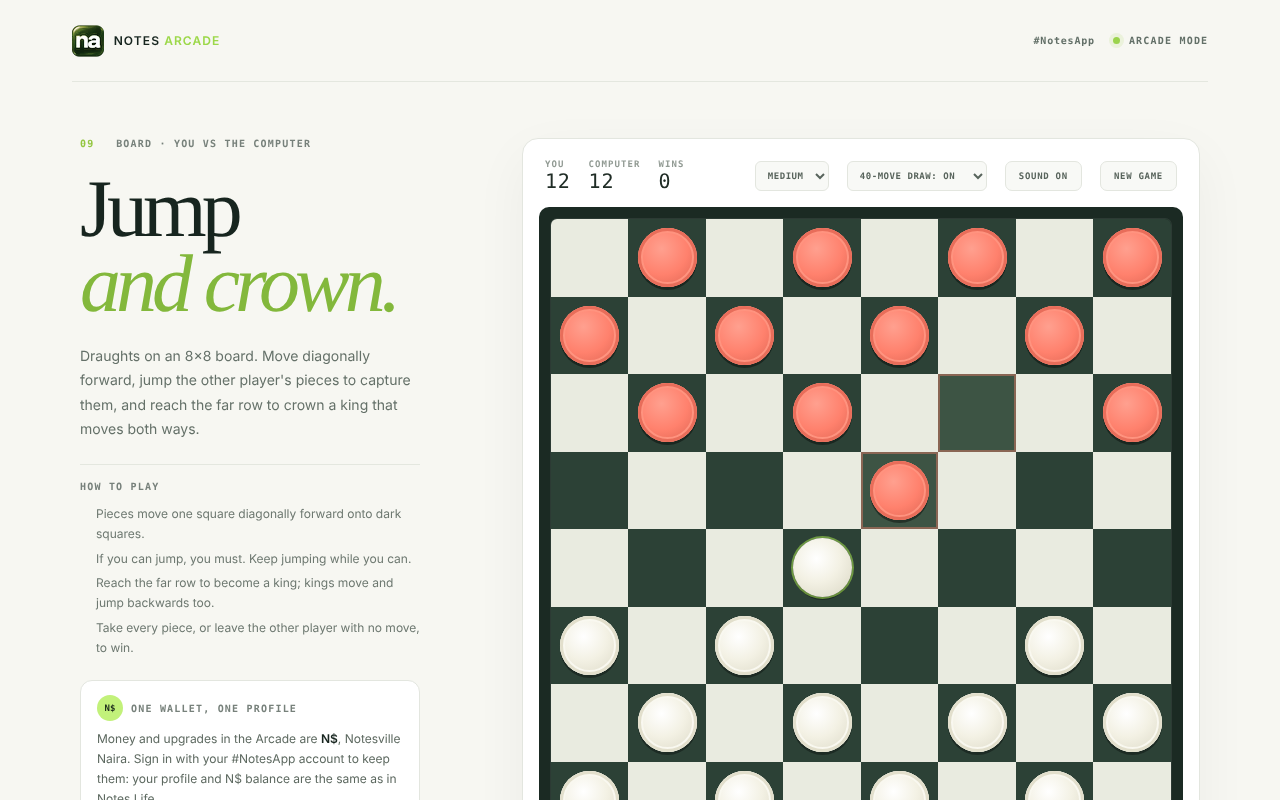 na NOTES ARCADE
#NotesApp ARCADE MODE
09 BOARD · YOU VS THE COMPUTER
Jump
and crown.
Draughts on an 8×8 board. Move diagonally
forward, jump the other player's pieces to capture
them, and reach the far row to crown a king that
moves both ways.
HOW TO PLAY
Pieces move one square diagonally forward onto dark
squares.
If you can jump, you must. Keep jumping while you can.
Reach the far row to become a king; kings move and
jump backwards too.
Take every piece, or leave the other player with no move,
to win.
N$ ONE WALLET, ONE PROFILE
Money and upgrades in the Arcade are N$, Notesville
Naira. Sign in with your #NotesApp account to keep
them: your profile and N$ balance are the same as in
Notes Life.
YOU COMPUTER WINS
12 12 0
MEDIUM 40-MOVE DRAW: ON SOUND ON NEW GAME